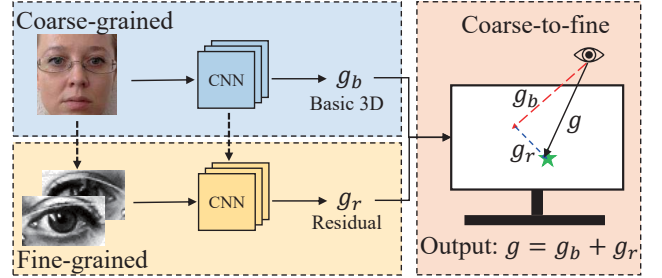 Coarse-grained
CNN
g_b
Basic 3D
CNN
g_r
Residual
Fine-grained
Coarse-to-fine
g_b
g
g_r
Output: g = g_b + g_r